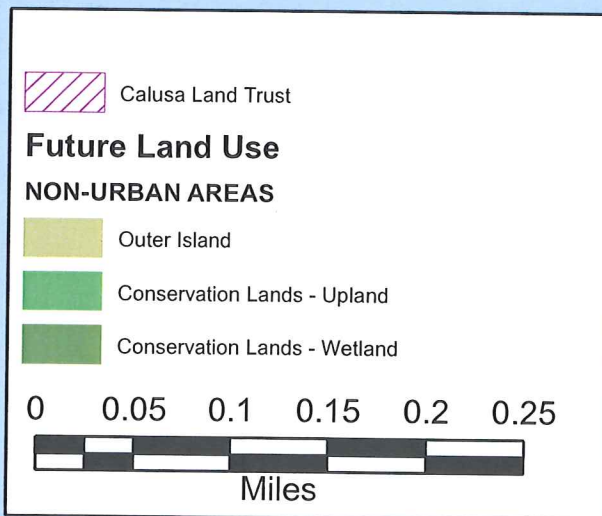 Calusa Land Trust
Future Land Use
NON-URBAN AREAS
Outer Island
Conservation Lands - Upland
Conservation Lands - Wetland
0 0.05 0.1 0.15 0.2 0.25
Miles